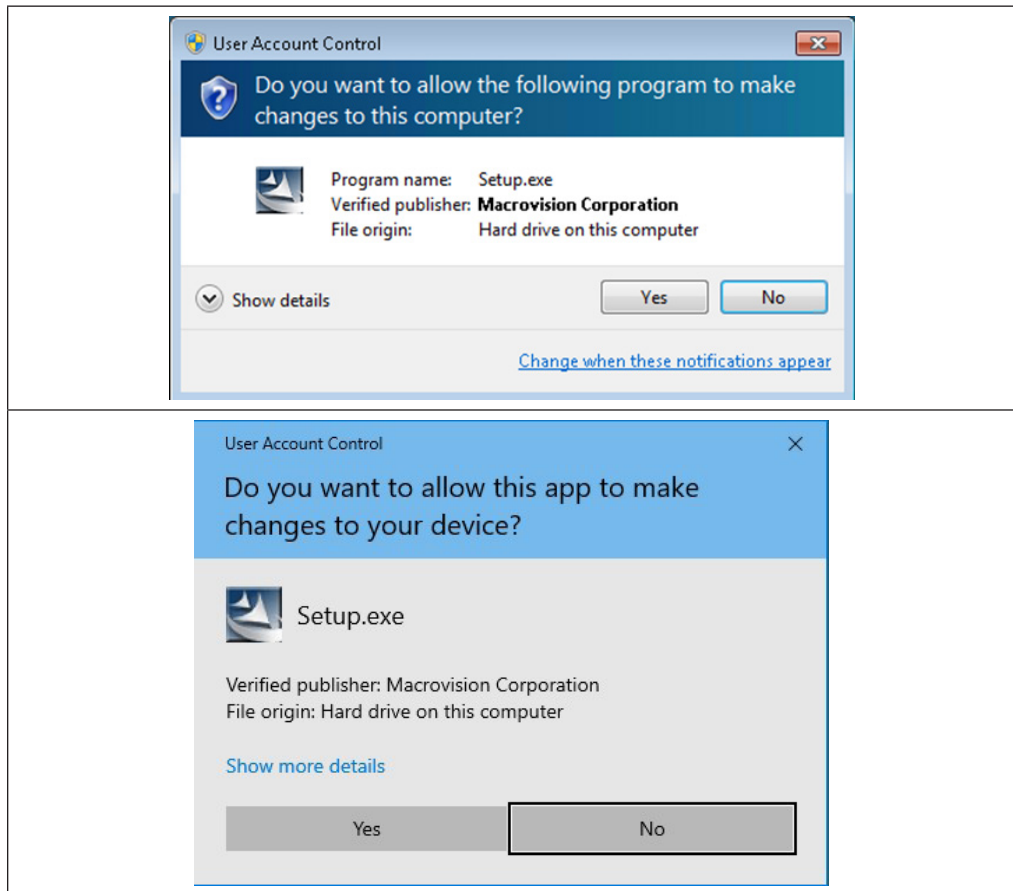 User Account Control
Do you want to allow the following program to make
changes to this computer?
Program name: Setup.exe
Verified publisher: Macrovision Corporation
File origin: Hard drive on this computer
Show details
Yes No
Change when these notifications appear
User Account Control
Do you want to allow this app to make
changes to your device?
Setup.exe
Verified publisher: Macrovision Corporation
File origin: Hard drive on this computer
Show more details
Yes No